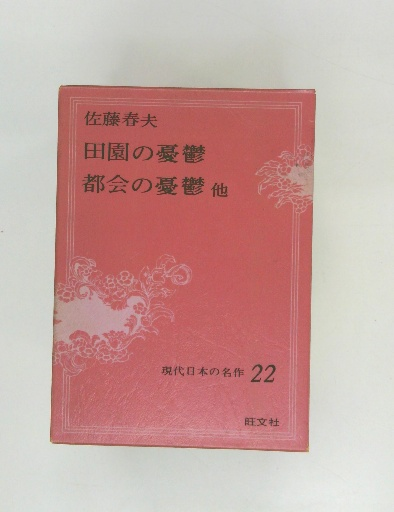 佐藤春夫
田園の憂鬱
都会の憂鬱 他
現代日本の名作 22
旺文社